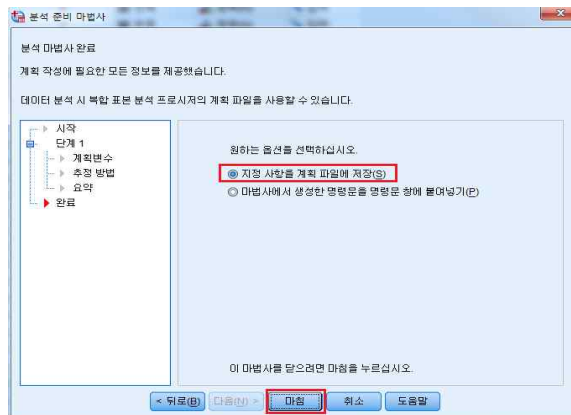 분석 준비 마법사
분석 마법사 완료
계획 작성에 필요한 모든 정보를 제공했습니다.
데이터 분석 시 복합 표본 분석 프로시저의 계획 파일을 사용할 수 있습니다.
시작
단계 1
계획변수
추정 방법
요약
완료
원하는 옵션을 선택하십시오.
지정 사항을 계획 파일에 저장(S)
마법사에서 생성한 명령문을 명령문 창에 붙여넣기(P)
이 마법사를 닫으려면 마침을 누르십시오.
< 뒤로(B) 다음(N) > 마침 취소 도움말